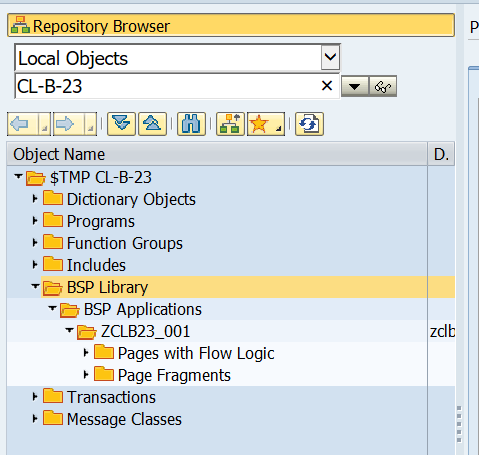 Repository Browser
P
Local Objects
CL-B-23
Object Name D.
$TMP CL-B-23
Dictionary Objects
Programs
Function Groups
Includes
BSP Library
BSP Applications
ZCLB23_001 zclb
Pages with Flow Logic
Page Fragments
Transactions
Message Classes